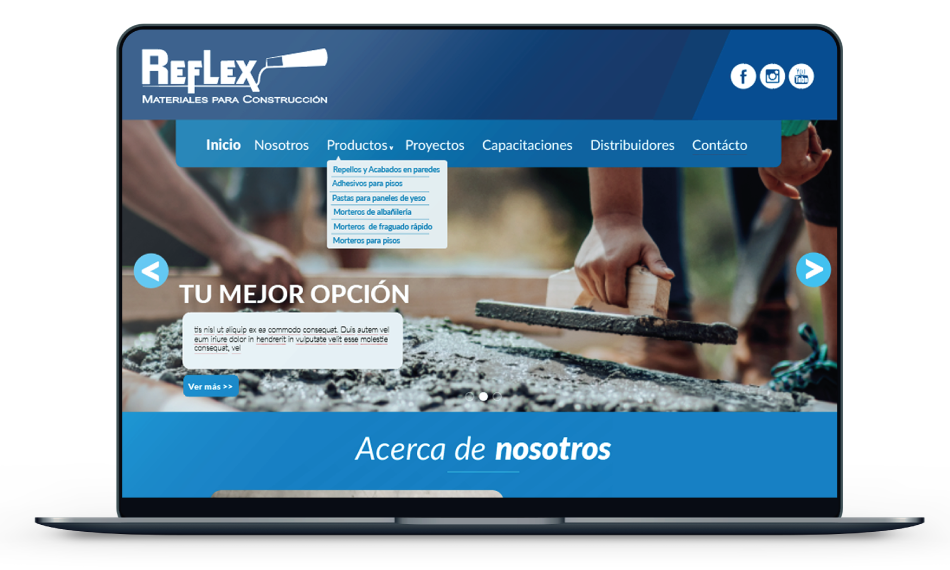 REFLEX
MATERIALES PARA CONSTRUCCIÓN
f
You
Tube
Inicio Nosotros Productos▾ Proyectos Capacitaciones Distribuidores Contácto
Repellos y Acabados en paredes
Adhesivos para pisos
Pastas para paneles de yeso
Morteros de albañilería
Morteros de fraguado rápido
Morteros para pisos
<
>
TU MEJOR OPCIÓN
tis nisl ut aliquip ex ea commodo consequat. Duis autem vel
eum iriure dolor in hendrerit in vulputate velit esse molestie
consequat, vel
Ver más >>
Acerca de nosotros